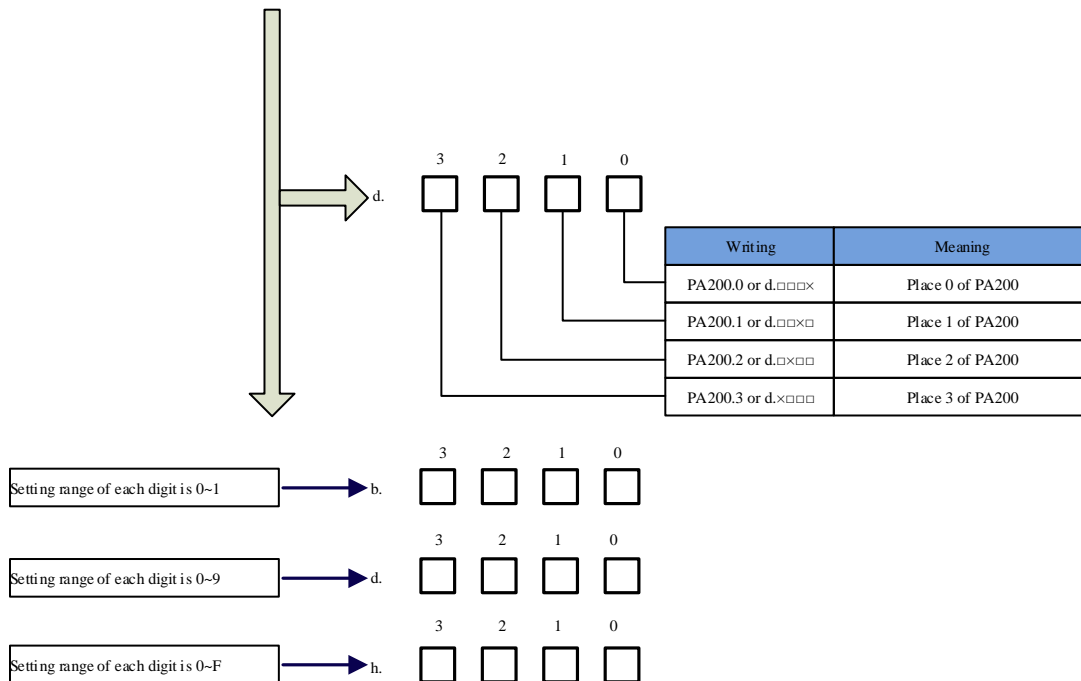 3 2 1 0
d.
Writing Meaning
PA200.0 or d.□□□× Place 0 of PA200
PA200.1 or d.□□×□ Place 1 of PA200
PA200.2 or d.□×□□ Place 2 of PA200
PA200.3 or d.×□□□ Place 3 of PA200
3 2 1 0
Setting range of each digit is 0~1 b.
3 2 1 0
Setting range of each digit is 0~9 d.
3 2 1 0
Setting range of each digit is 0~F h.